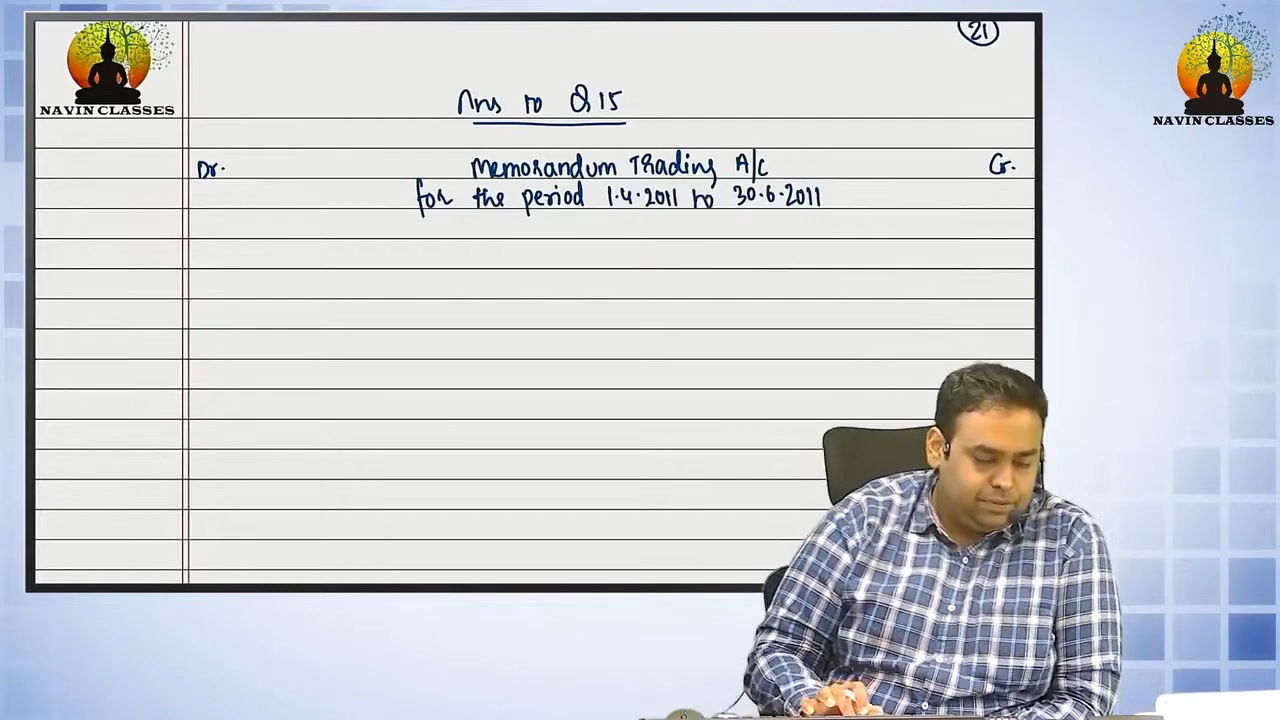 21
NAVIN CLASSES
NAVIN CLASSES
Ans to Q15
Dr. Memorandum Trading A/c Cr.
for the period 1.4.2011 to 30.6.2011